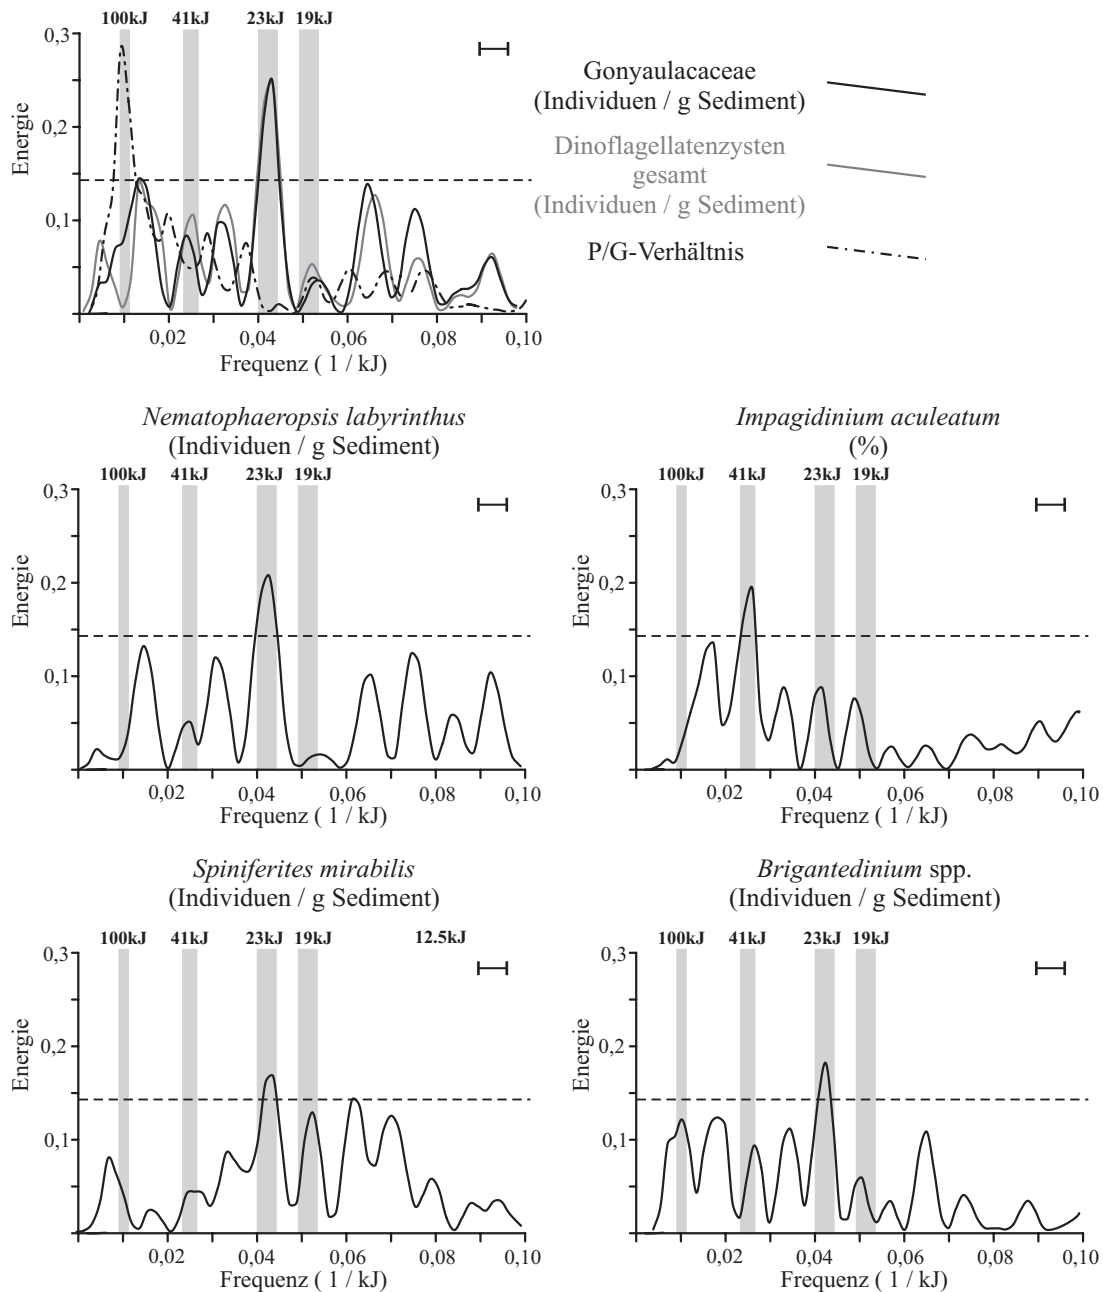 100kJ 41kJ 23kJ 19kJ
0,3
0,2
0,1
Energie
0,02 0,04 0,06 0,08 0,10
Frequenz ( 1 / kJ)
Gonyaulacaceae
(Individuen / g Sediment)
Dinoflagellatenzysten
gesamt
(Individuen / g Sediment)
P/G-Verhältnis
Nematophaeropsis labyrinthus
(Individuen / g Sediment)
100kJ 41kJ 23kJ 19kJ
0,3
0,2
0,1
Energie
0,02 0,04 0,06 0,08 0,10
Frequenz ( 1 / kJ)
Impagidinium aculeatum
(%)
100kJ 41kJ 23kJ 19kJ
0,3
0,2
0,1
Energie
0,02 0,04 0,06 0,08 0,10
Frequenz ( 1 / kJ)
Spiniferites mirabilis
(Individuen / g Sediment)
100kJ 41kJ 23kJ 19kJ 12.5kJ
0,3
0,2
0,1
Energie
0,02 0,04 0,06 0,08 0,10
Frequenz ( 1 / kJ)
Brigantedinium spp.
(Individuen / g Sediment)
100kJ 41kJ 23kJ 19kJ
0,3
0,2
0,1
Energie
0,02 0,04 0,06 0,08 0,10
Frequenz ( 1 / kJ)